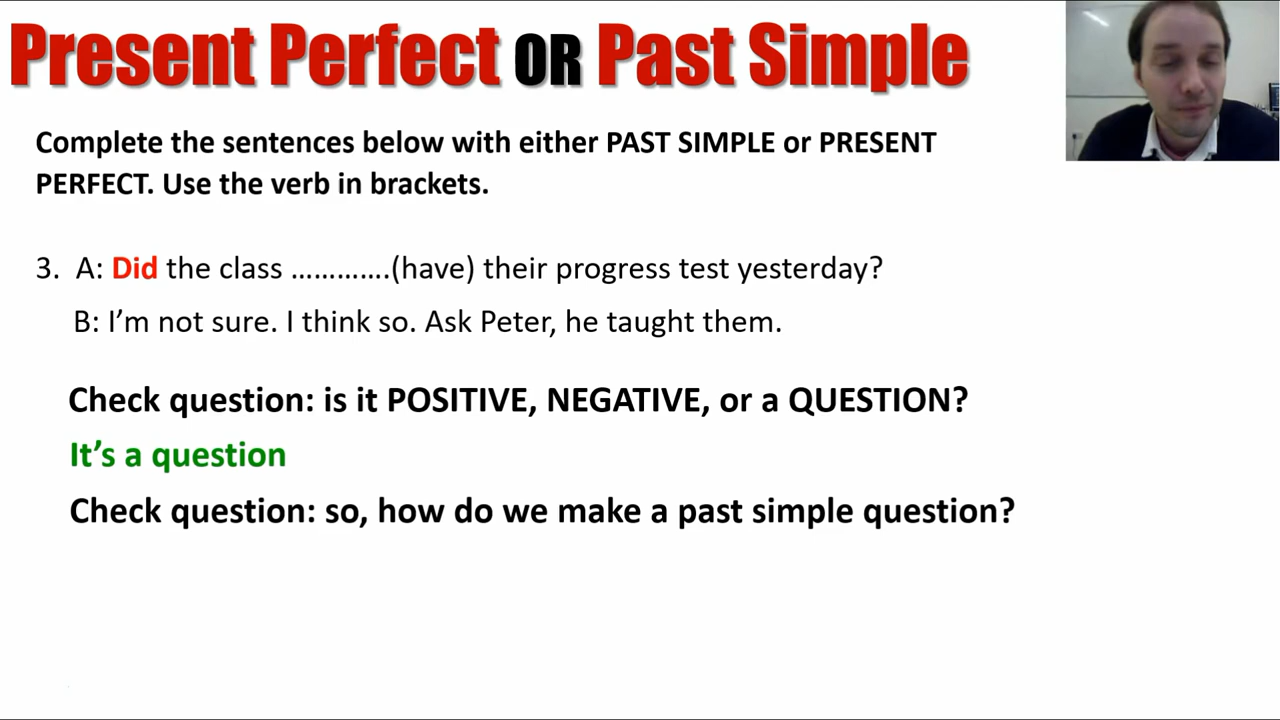 Present Perfect OR Past Simple
Complete the sentences below with either PAST SIMPLE or PRESENT
PERFECT. Use the verb in brackets.
3. A: Did the class ………….(have) their progress test yesterday?
B: I’m not sure. I think so. Ask Peter, he taught them.
Check question: is it POSITIVE, NEGATIVE, or a QUESTION?
It’s a question
Check question: so, how do we make a past simple question?